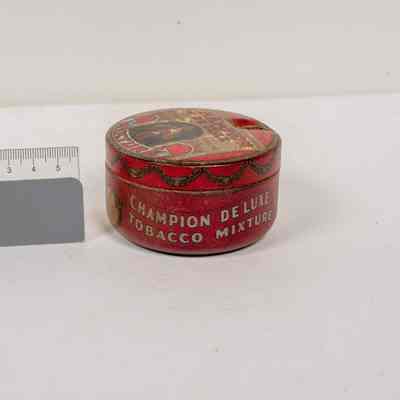 3 4 5
CHAMPION DE LUXE
TOBACCO MIXTURE